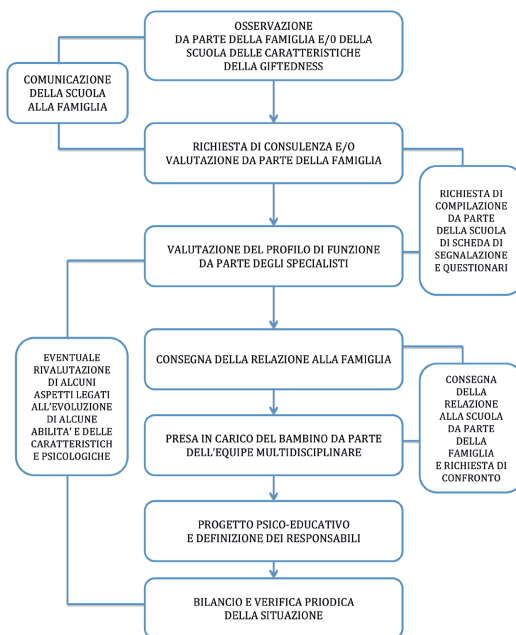 OSSERVAZIONE
DA PARTE DELLA FAMIGLIA E/0 DELLA
SCUOLA DELLE CARATTERISTICHE
DELLA GIFTEDNESS
COMUNICAZIONE
DELLA SCUOLA
ALLA FAMIGLIA
RICHIESTA DI CONSULENZA E/O
VALUTAZIONE DA PARTE DELLA FAMIGLIA
RICHIESTA DI
COMPILAZIONE
DA PARTE
DELLA SCUOLA
DI SCHEDA DI
SEGNALAZIONE
E QUESTIONARI
VALUTAZIONE DEL PROFILO DI FUNZIONE
DA PARTE DEGLI SPECIALISTI
EVENTUALE
RIVALUTAZIONE
DI ALCUNI
ASPETTI LEGATI
ALL'EVOLUZIONE
DI ALCUNE
ABILITA' E DELLE
CARATTERISTICH
E PSICOLOGICHE
CONSEGNA DELLA RELAZIONE ALLA FAMIGLIA
CONSEGNA
DELLA
RELAZIONE
ALLA SCUOLA
DA PARTE
DELLA
FAMIGLIA
E RICHIESTA DI
CONFRONTO
PRESA IN CARICO DEL BAMBINO DA PARTE
DELL'EQUIPE MULTIDISCIPLINARE
PROGETTO PSICO-EDUCATIVO
E DEFINIZIONE DEI RESPONSABILI
BILANCIO E VERIFICA PRIODICA
DELLA SITUAZIONE